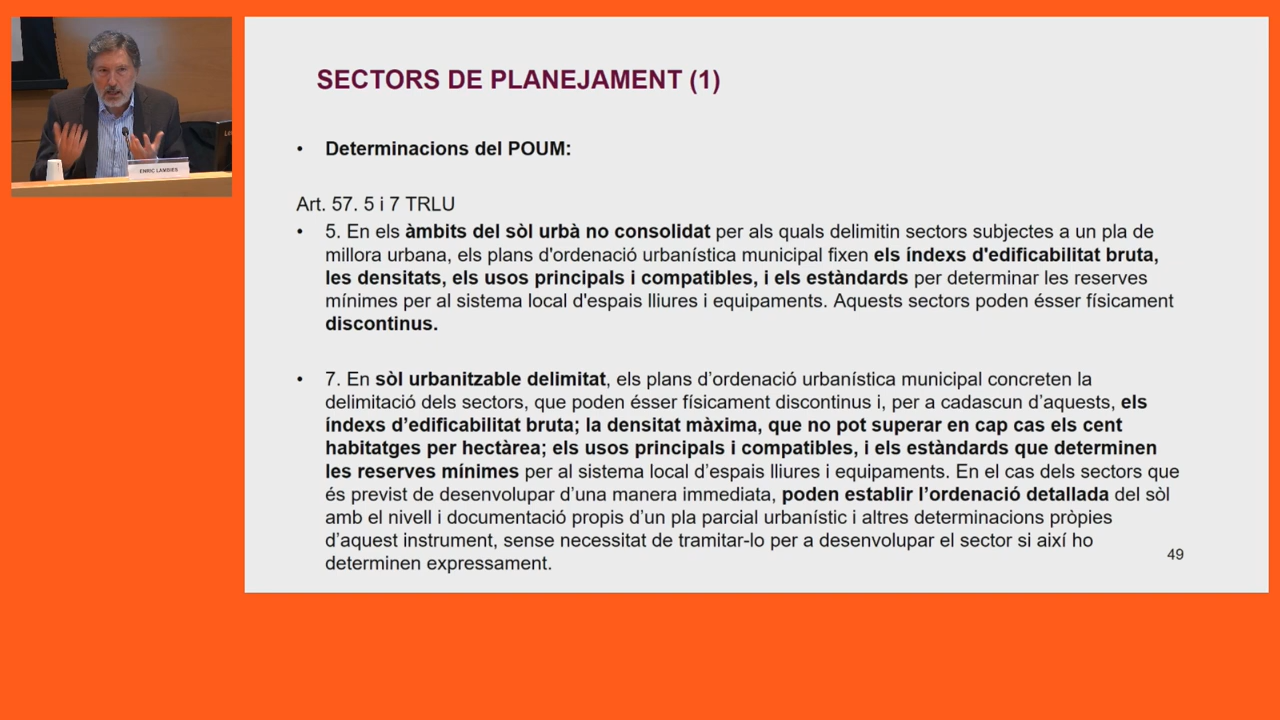 SECTORS DE PLANEJAMENT (1)
• Determinacions del POUM:
Art. 57. 5 i 7 TRLU
• 5. En els àmbits del sòl urbà no consolidat per als quals delimitin sectors subjectes a un pla de
millora urbana, els plans d'ordenació urbanística municipal fixen els índexs d'edificabilitat bruta,
les densitats, els usos principals i compatibles, i els estàndards per determinar les reserves
mínimes per al sistema local d'espais lliures i equipaments. Aquests sectors poden ésser físicament
discontinus.
• 7. En sòl urbanitzable delimitat, els plans d’ordenació urbanística municipal concreten la
delimitació dels sectors, que poden ésser físicament discontinus i, per a cadascun d’aquests, els
índexs d’edificabilitat bruta; la densitat màxima, que no pot superar en cap cas els cent
habitatges per hectàrea; els usos principals i compatibles, i els estàndards que determinen
les reserves mínimes per al sistema local d’espais lliures i equipaments. En el cas dels sectors que
és previst de desenvolupar d’una manera immediata, poden establir l’ordenació detallada del sòl
amb el nivell i documentació propis d’un pla parcial urbanístic i altres determinacions pròpies
d’aquest instrument, sense necessitat de tramitar-lo per a desenvolupar el sector si així ho
determinen expressament.
49
ENRIC LAMBIES